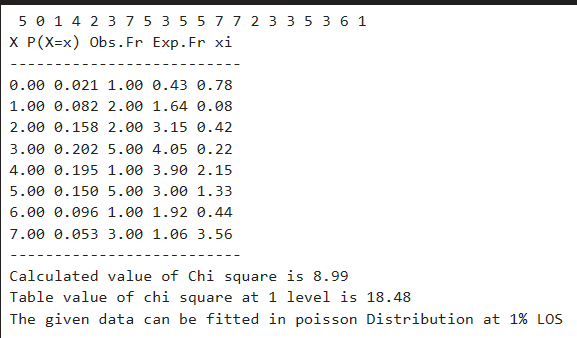 5 0 1 4 2 3 7 5 3 5 5 7 7 2 3 3 5 3 6 1
X P(X=x) Obs.Fr Exp.Fr xi
--------------------------
0.00 0.021 1.00 0.43 0.78
1.00 0.082 2.00 1.64 0.08
2.00 0.158 2.00 3.15 0.42
3.00 0.202 5.00 4.05 0.22
4.00 0.195 1.00 3.90 2.15
5.00 0.150 5.00 3.00 1.33
6.00 0.096 1.00 1.92 0.44
7.00 0.053 3.00 1.06 3.56
--------------------------
Calculated value of Chi square is 8.99
Table value of chi square at 1 level is 18.48
The given data can be fitted in poisson Distribution at 1% LOS